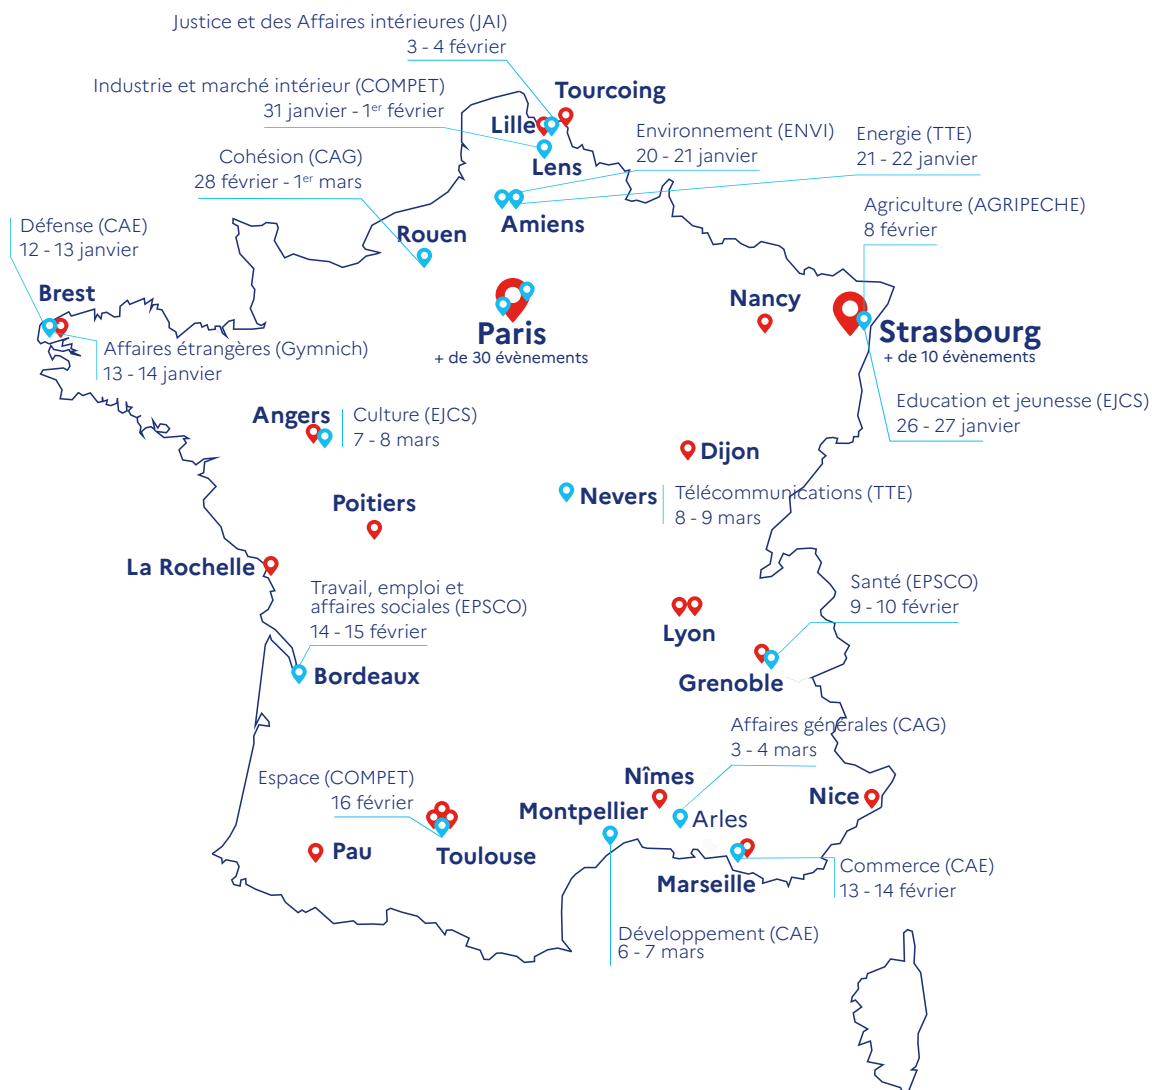 Justice et des Affaires intérieures (JAI)
3 - 4 février
Industrie et marché intérieur (COMPET)
31 janvier - 1er février
Tourcoing
Lille
Lens
Environnement (ENVI)
20 - 21 janvier
Energie (TTE)
21 - 22 janvier
Cohésion (CAG)
28 février - 1er mars
Amiens
Agriculture (AGRIPECHE)
8 février
Défense (CAE)
12 - 13 janvier
Rouen
Brest
Nancy
Paris
+ de 30 évènements
Strasbourg
+ de 10 évènements
Affaires étrangères (Gymnich)
13 - 14 janvier
Education et jeunesse (EJCS)
26 - 27 janvier
Angers
Culture (EJCS)
7 - 8 mars
Dijon
Nevers
Télécommunications (TTE)
8 - 9 mars
Poitiers
La Rochelle
Travail, emploi et
affaires sociales (EPSCO)
14 - 15 février
Santé (EPSCO)
9 - 10 février
Lyon
Bordeaux
Grenoble
Affaires générales (CAG)
3 - 4 mars
Espace (COMPET)
16 février
Nîmes
Nice
Montpellier
Arles
Pau
Toulouse
Marseille
Commerce (CAE)
13 - 14 février
Développement (CAE)
6 - 7 mars